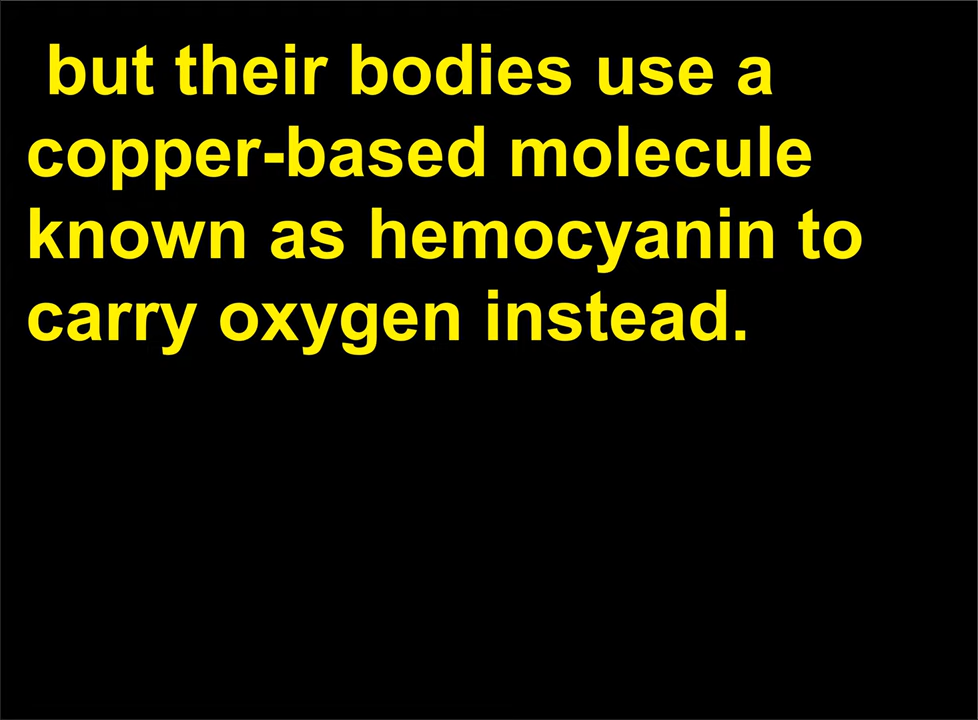 but their bodies use a
copper-based molecule
known as hemocyanin to
carry oxygen instead.